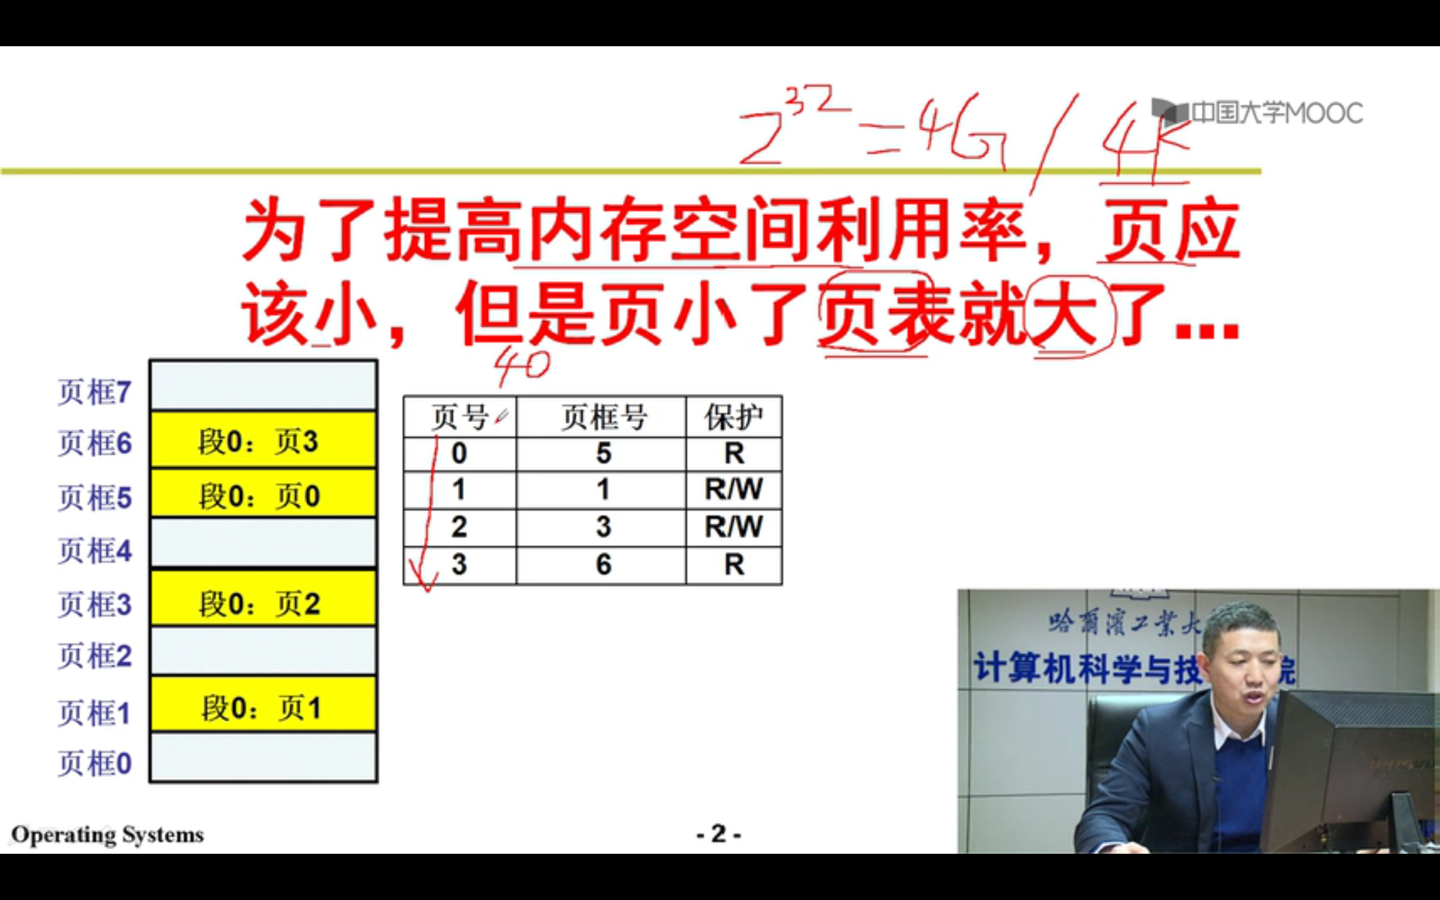 2^32 = 4G / 4K
中国大学MOOC
为了提高内存空间利用率，页应
该小，但是页小了页表就大了...
40
页框7
页框6 段0：页3
页框5 段0：页0
页框4
页框3 段0：页2
页框2
页框1 段0：页1
页框0
页号 页框号 保护
0 5 R
1 1 R/W
2 3 R/W
3 6 R
哈尔滨工業大
计算机科学与技 院
Operating Systems
- 2 -